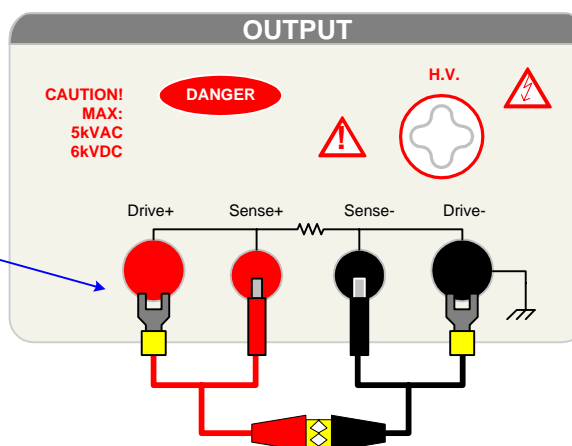 OUTPUT
H.V.
CAUTION!
MAX:
5kVAC
6kVDC
DANGER
!
Drive+
Sense+
Sense-
Drive-